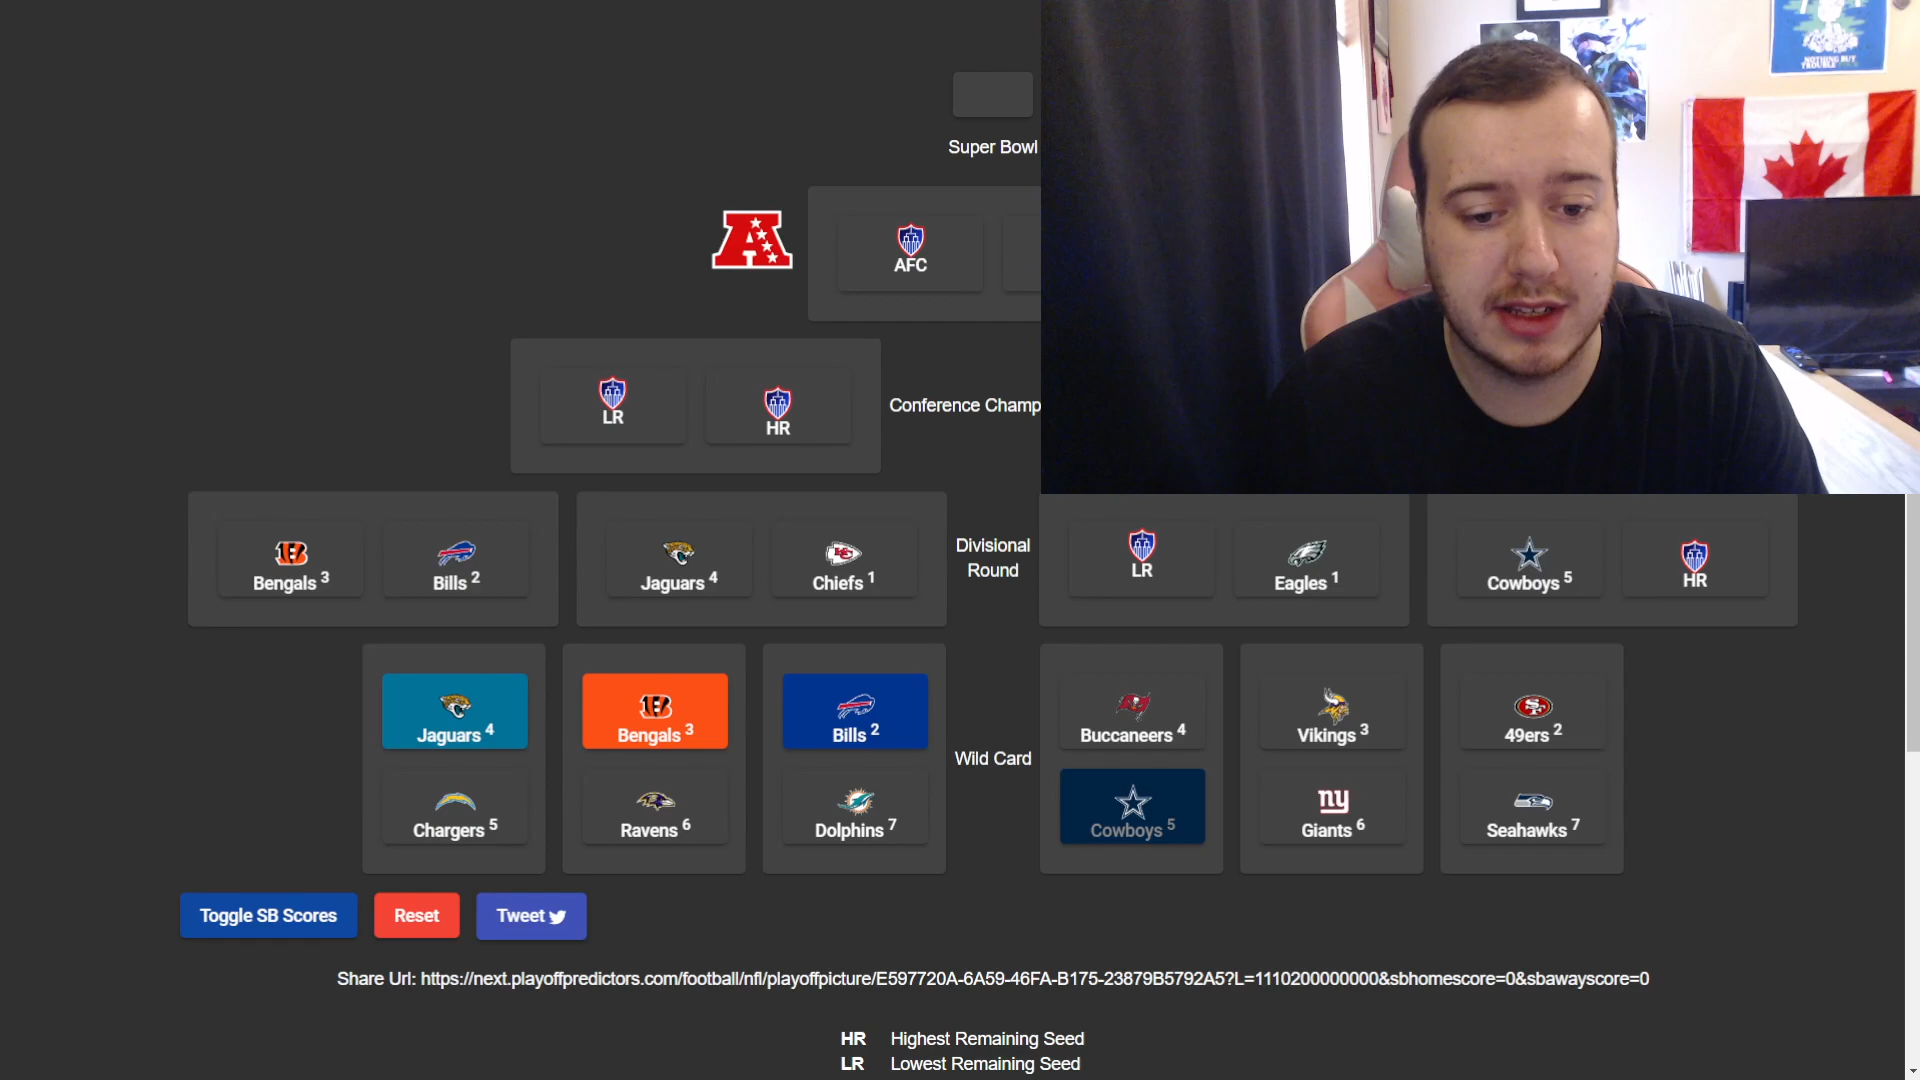 NOTHING BUT
TROUBLE
Super Bowl
AFC
LR
HR
Conference Champ
Bengals 3
Bills 2
Jaguars 4
Chiefs 1
Divisional
Round
LR
Eagles 1
Cowboys 5
HR
Jaguars 4
Bengals 3
Bills 2
Buccaneers 4
Vikings 3
49ers 2
Wild Card
Chargers 5
Ravens 6
Dolphins 7
Cowboys 5
ny
Giants 6
Seahawks 7
Toggle SB Scores
Reset
Tweet
Share Url: https://next.playoffpredictors.com/football/nfl/playoffpicture/E597720A-6A59-46FA-B175-23879B5792A5?L=1110200000000&sbhomescore=0&sbawayscore=0
HR Highest Remaining Seed
LR Lowest Remaining Seed